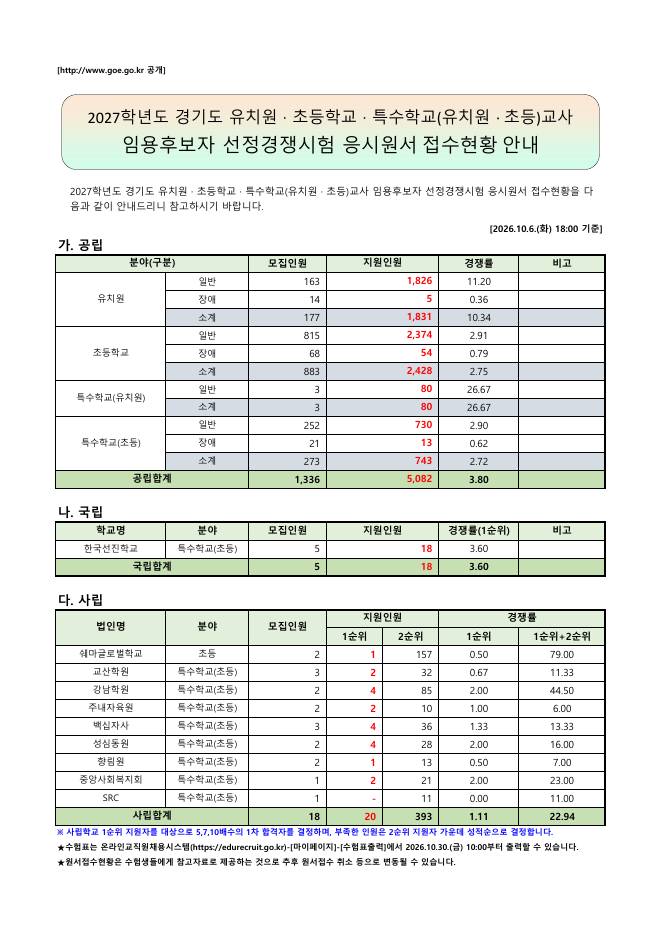 [http://www.goe.go.kr 공개]
2027학년도 경기도 유치원 · 초등학교 · 특수학교(유치원 · 초등)교사
임용후보자 선정경쟁시험 응시원서 접수현황 안내
2027학년도 경기도 유치원 · 초등학교 · 특수학교(유치원 · 초등)교사 임용후보자 선정경쟁시험 응시원서 접수현황을 다
음과 같이 안내드리니 참고하시기 바랍니다.
[2026.10.6.(화) 18:00 기준]
가. 공립
분야(구분) 모집인원 지원인원 경쟁률 비고
유치원 일반 163 1,826 11.20
장애 14 5 0.36
소계 177 1,831 10.34
초등학교 일반 815 2,374 2.91
장애 68 54 0.79
소계 883 2,428 2.75
특수학교(유치원) 일반 3 80 26.67
소계 3 80 26.67
특수학교(초등) 일반 252 730 2.90
장애 21 13 0.62
소계 273 743 2.72
공립합계 1,336 5,082 3.80
나. 국립
학교명 분야 모집인원 지원인원 경쟁률(1순위) 비고
한국선진학교 특수학교(초등) 5 18 3.60
국립합계 5 18 3.60
다. 사립
법인명 분야 모집인원 지원인원 경쟁률
1순위 2순위 1순위 1순위+2순위
쉐마글로벌학교 초등 2 1 157 0.50 79.00
교산학원 특수학교(초등) 3 2 32 0.67 11.33
강남학원 특수학교(초등) 2 4 85 2.00 44.50
주내자육원 특수학교(초등) 2 2 10 1.00 6.00
백십자사 특수학교(초등) 3 4 36 1.33 13.33
성심동원 특수학교(초등) 2 4 28 2.00 16.00
향림원 특수학교(초등) 2 1 13 0.50 7.00
중앙사회복지회 특수학교(초등) 1 2 21 2.00 23.00
SRC 특수학교(초등) 1 - 11 0.00 11.00
사립합계 18 20 393 1.11 22.94
※ 사립학교 1순위 지원자를 대상으로 5,7,10배수의 1차 합격자를 결정하며, 부족한 인원은 2순위 지원자 가운데 성적순으로 결정합니다.
★수험표는 온라인교직원채용시스템(https://edurecruit.go.kr)-[마이페이지]-[수험표출력]에서 2026.10.30.(금) 10:00부터 출력할 수 있습니다.
★원서접수현황은 수험생들에게 참고자료로 제공하는 것으로 추후 원서접수 취소 등으로 변동될 수 있습니다.